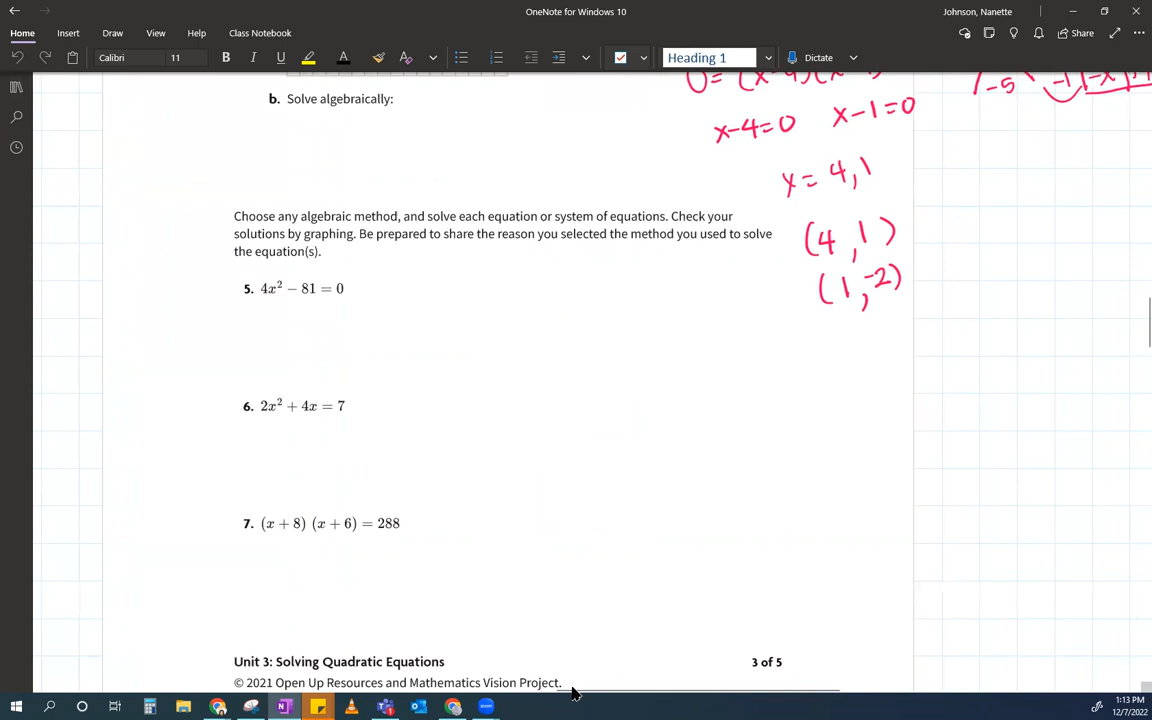 OneNote for Windows 10
Johnson, Nanette
Home Insert Draw View Help Class Notebook
Share
Calibri 11 B I U A Heading 1 Dictate
b. Solve algebraically:
x-4=0 x-1=0
x= 4,1
(4,1)
(1,-2)
Choose any algebraic method, and solve each equation or system of equations. Check your
solutions by graphing. Be prepared to share the reason you selected the method you used to solve
the equation(s).
5. 4x² − 81 = 0
6. 2x² + 4x = 7
7. (x + 8) (x + 6) = 288
Unit 3: Solving Quadratic Equations 3 of 5
© 2021 Open Up Resources and Mathematics Vision Project.
1:13 PM
12/7/2022